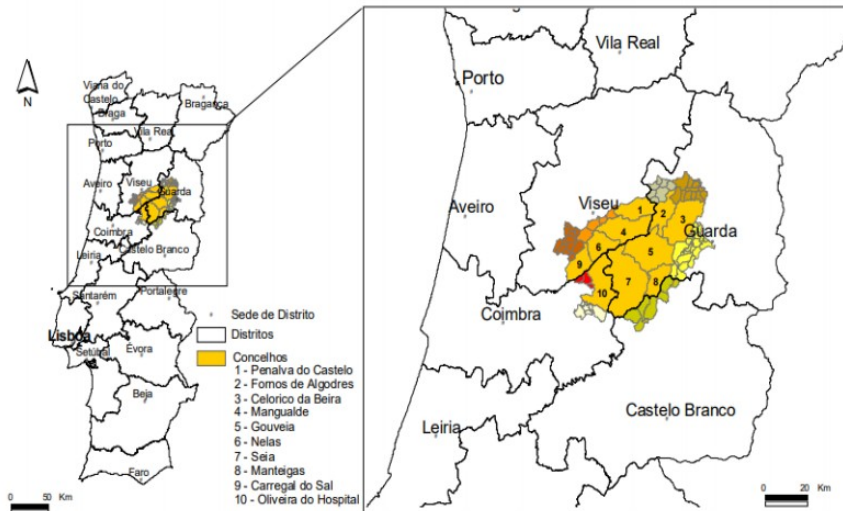 N
Viana do
Castelo
Braga
Bragança
Vila Real
Porto
Aveiro
Viseu
Guarda
Coimbra
Castelo Branco
Leiria
Santarém
Portalegre
Lisboa
Setúbal
Évora
Beja
Faro
Sede de Distrito
Distritos
Concelhos
1 - Penalva do Castelo
2 - Fornos de Algodres
3 - Celorico da Beira
4 - Mangualde
5 - Gouveia
6 - Nelas
7 - Seia
8 - Manteigas
9 - Carregal do Sal
10 - Oliveira do Hospital
0 50 Km
Vila Real
Porto
Viseu
Aveiro
Guarda
1
2
3
4
5
6
7
8
9
10
Coimbra
Castelo Branco
Leiria
0 20 Km